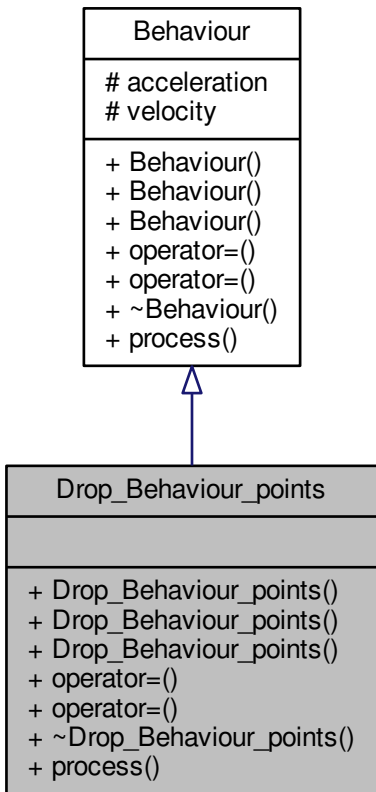 Behaviour
# acceleration
# velocity
+ Behaviour()
+ Behaviour()
+ Behaviour()
+ operator=()
+ operator=()
+ ~Behaviour()
+ process()
Drop_Behaviour_points
+ Drop_Behaviour_points()
+ Drop_Behaviour_points()
+ Drop_Behaviour_points()
+ operator=()
+ operator=()
+ ~Drop_Behaviour_points()
+ process()